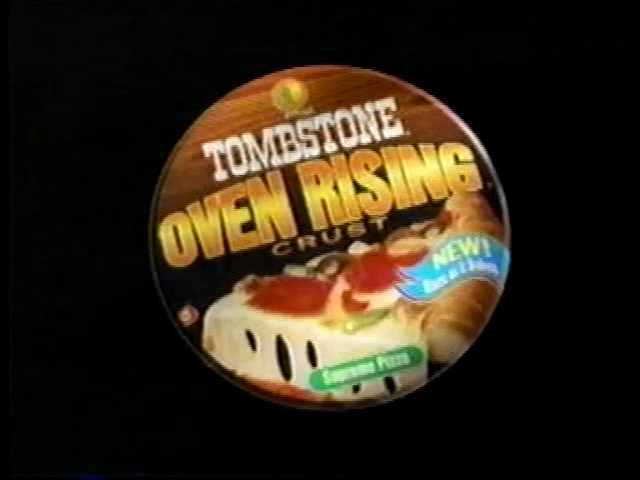 TOMBSTONE
OVEN RISING
CRUST
NEW!
Supreme Pizza